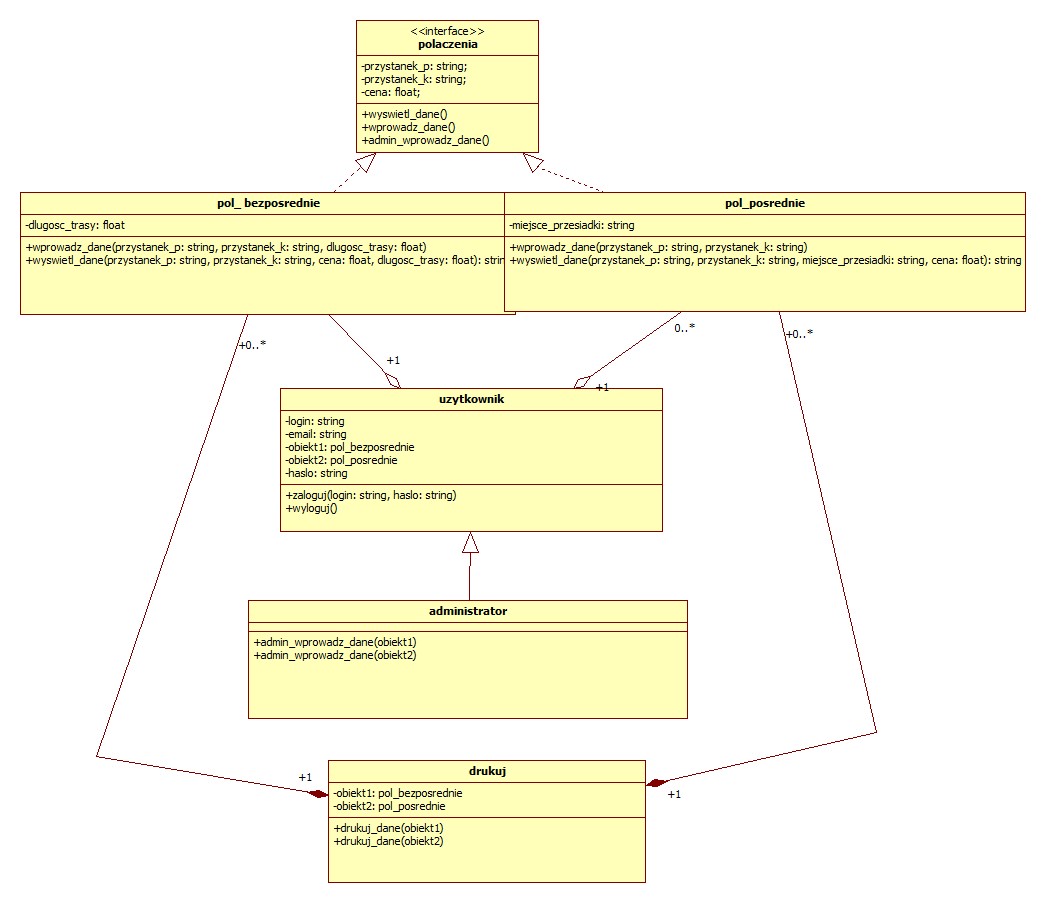 <<interface>>
polaczenia
-przystanek_p: string;
-przystanek_k: string;
-cena: float;
+wyswietl_dane()
+wprowadz_dane()
+admin_wprowadz_dane()
pol_ bezposrednie
-dlugosc_trasy: float
+wprowadz_dane(przystanek_p: string, przystanek_k: string, dlugosc_trasy: float)
+wyswietl_dane(przystanek_p: string, przystanek_k: string, cena: float, dlugosc_trasy: float): strin
pol_posrednie
-miejsce_przesiadki: string
+wprowadz_dane(przystanek_p: string, przystanek_k: string)
+wyswietl_dane(przystanek_p: string, przystanek_k: string, miejsce_przesiadki: string, cena: float): string
+0..*
+1
0..*
+1
+0..*
uzytkownik
-login: string
-email: string
-obiekt1: pol_bezposrednie
-obiekt2: pol_posrednie
-haslo: string
+zaloguj(login: string, haslo: string)
+wyloguj()
administrator
+admin_wprowadz_dane(obiekt1)
+admin_wprowadz_dane(obiekt2)
+1
drukuj
-obiekt1: pol_bezposrednie
-obiekt2: pol_posrednie
+drukuj_dane(obiekt1)
+drukuj_dane(obiekt2)
+1